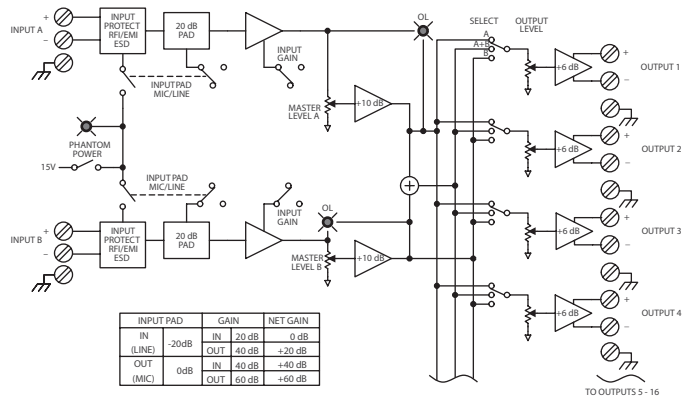 OL
SELECT
OUTPUT
LEVEL
INPUT A
+
−
INPUT
PROTECT
RFI/EMI
ESD
20 dB
PAD
INPUT
GAIN
A
A+B
B
+6 dB
+
−
OUTPUT 1
INPUT PAD
MIC/LINE
MASTER
LEVEL A
+10 dB
PHANTOM
POWER
15V
+6 dB
+
−
OUTPUT 2
INPUT PAD
MIC/LINE
+
INPUT B
+
−
INPUT
PROTECT
RFI/EMI
ESD
20 dB
PAD
INPUT
GAIN
OL
MASTER
LEVEL B
+10 dB
+6 dB
+
−
OUTPUT 3
+6 dB
+
−
OUTPUT 4
INPUT PAD GAIN NET GAIN
IN
(LINE)
-20dB
IN 20 dB 0 dB
OUT 40 dB +20 dB
OUT
(MIC)
0dB
IN 40 dB +40 dB
OUT 60 dB +60 dB
TO OUTPUTS 5 - 16